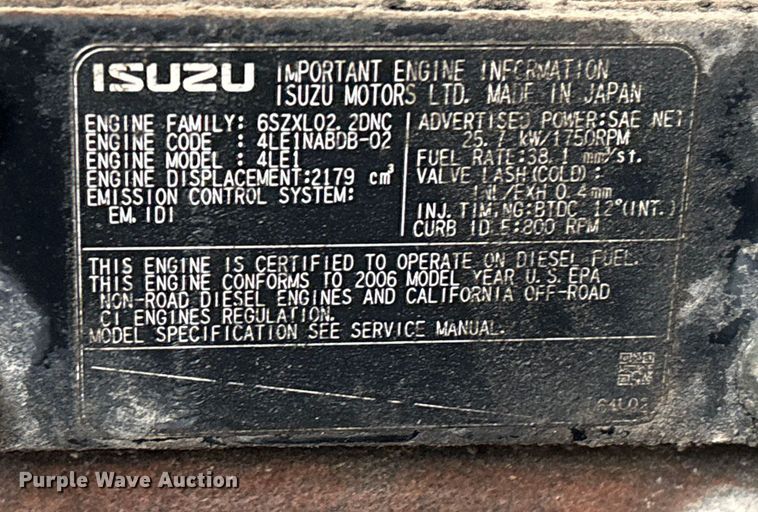 ISUZU
IMPORTANT ENGINE INFORMATION
ISUZU MOTORS LTD. MADE IN JAPAN
ENGINE FAMILY: 6SZXL02.2DNC
ENGINE CODE : 4LE1NABDB-02
ENGINE MODEL : 4LE1
ENGINE DISPLACEMENT:2179 cm³
EMISSION CONTROL SYSTEM:
EM. IDI
ADVERTISED POWER:SAE NET
kW/1750RPM
FUEL RATE:38.1 mm³/st.
VALVE LASH(COLD):
IN/EXH 0.4mm
INJ. TIMING:BTDC 12°(INT.)
CURB IDLE:800 RPM
THIS ENGINE IS CERTIFIED TO OPERATE ON DIESEL FUEL.
THIS ENGINE CONFORMS TO 2006 MODEL YEAR U.S. EPA
NON-ROAD DIESEL ENGINES AND CALIFORNIA OFF-ROAD
CI ENGINES REGULATION.
MODEL SPECIFICATION SEE SERVICE MANUAL.
Purple Wave Auction